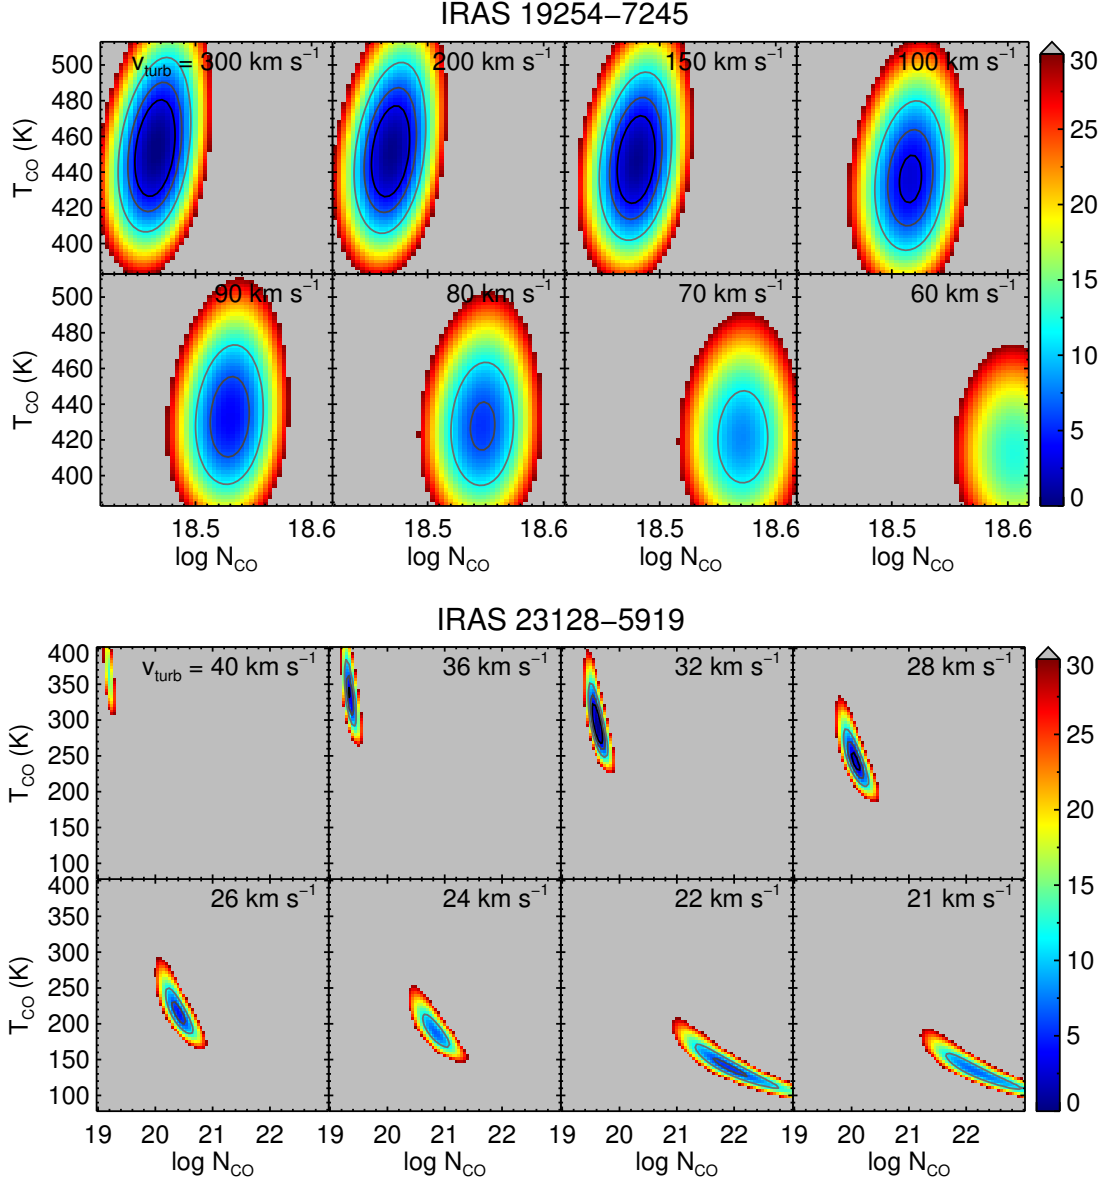 IRAS 19254−7245
v_turb = 300 km s⁻¹ 200 km s⁻¹ 150 km s⁻¹ 100 km s⁻¹
T_CO (K)
500
480
460
440
420
400
90 km s⁻¹ 80 km s⁻¹ 70 km s⁻¹ 60 km s⁻¹
T_CO (K)
500
480
460
440
420
400
18.5 18.6 18.5 18.6 18.5 18.6 18.5 18.6
log N_CO log N_CO log N_CO log N_CO
30
25
20
15
10
5
0
IRAS 23128−5919
v_turb = 40 km s⁻¹ 36 km s⁻¹ 32 km s⁻¹ 28 km s⁻¹
T_CO (K)
400
350
300
250
200
150
100
26 km s⁻¹ 24 km s⁻¹ 22 km s⁻¹ 21 km s⁻¹
T_CO (K)
400
350
300
250
200
150
100
19 20 21 22 19 20 21 22 19 20 21 22 19 20 21 22
log N_CO log N_CO log N_CO log N_CO
30
25
20
15
10
5
0